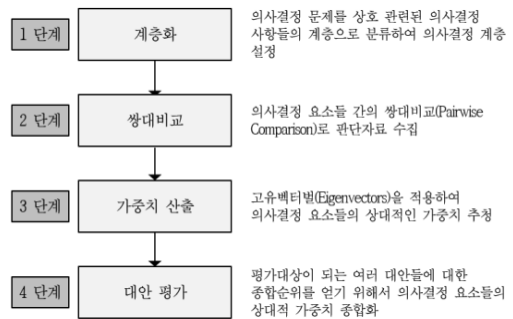 1 단계
계층화
의사결정 문제를 상호 관련된 의사결정
사항들의 계층으로 분류하여 의사결정 계층
설정
2 단계
쌍대비교
의사결정 요소들 간의 쌍대비교(Pairwise
Comparison)로 판단자료 수집
3 단계
가중치 산출
고유벡터법(Eigenvectors)을 적용하여
의사결정 요소들의 상대적인 가중치 추청
4 단계
대안 평가
평가대상이 되는 여러 대안들에 대한
종합순위를 얻기 위해서 의사결정 요소들의
상대적 가중치 종합화